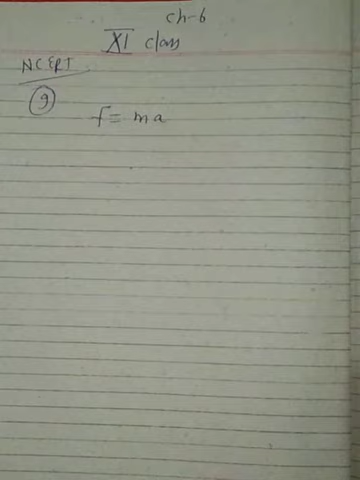 ch-6
XI class
NCERT
9
f = ma